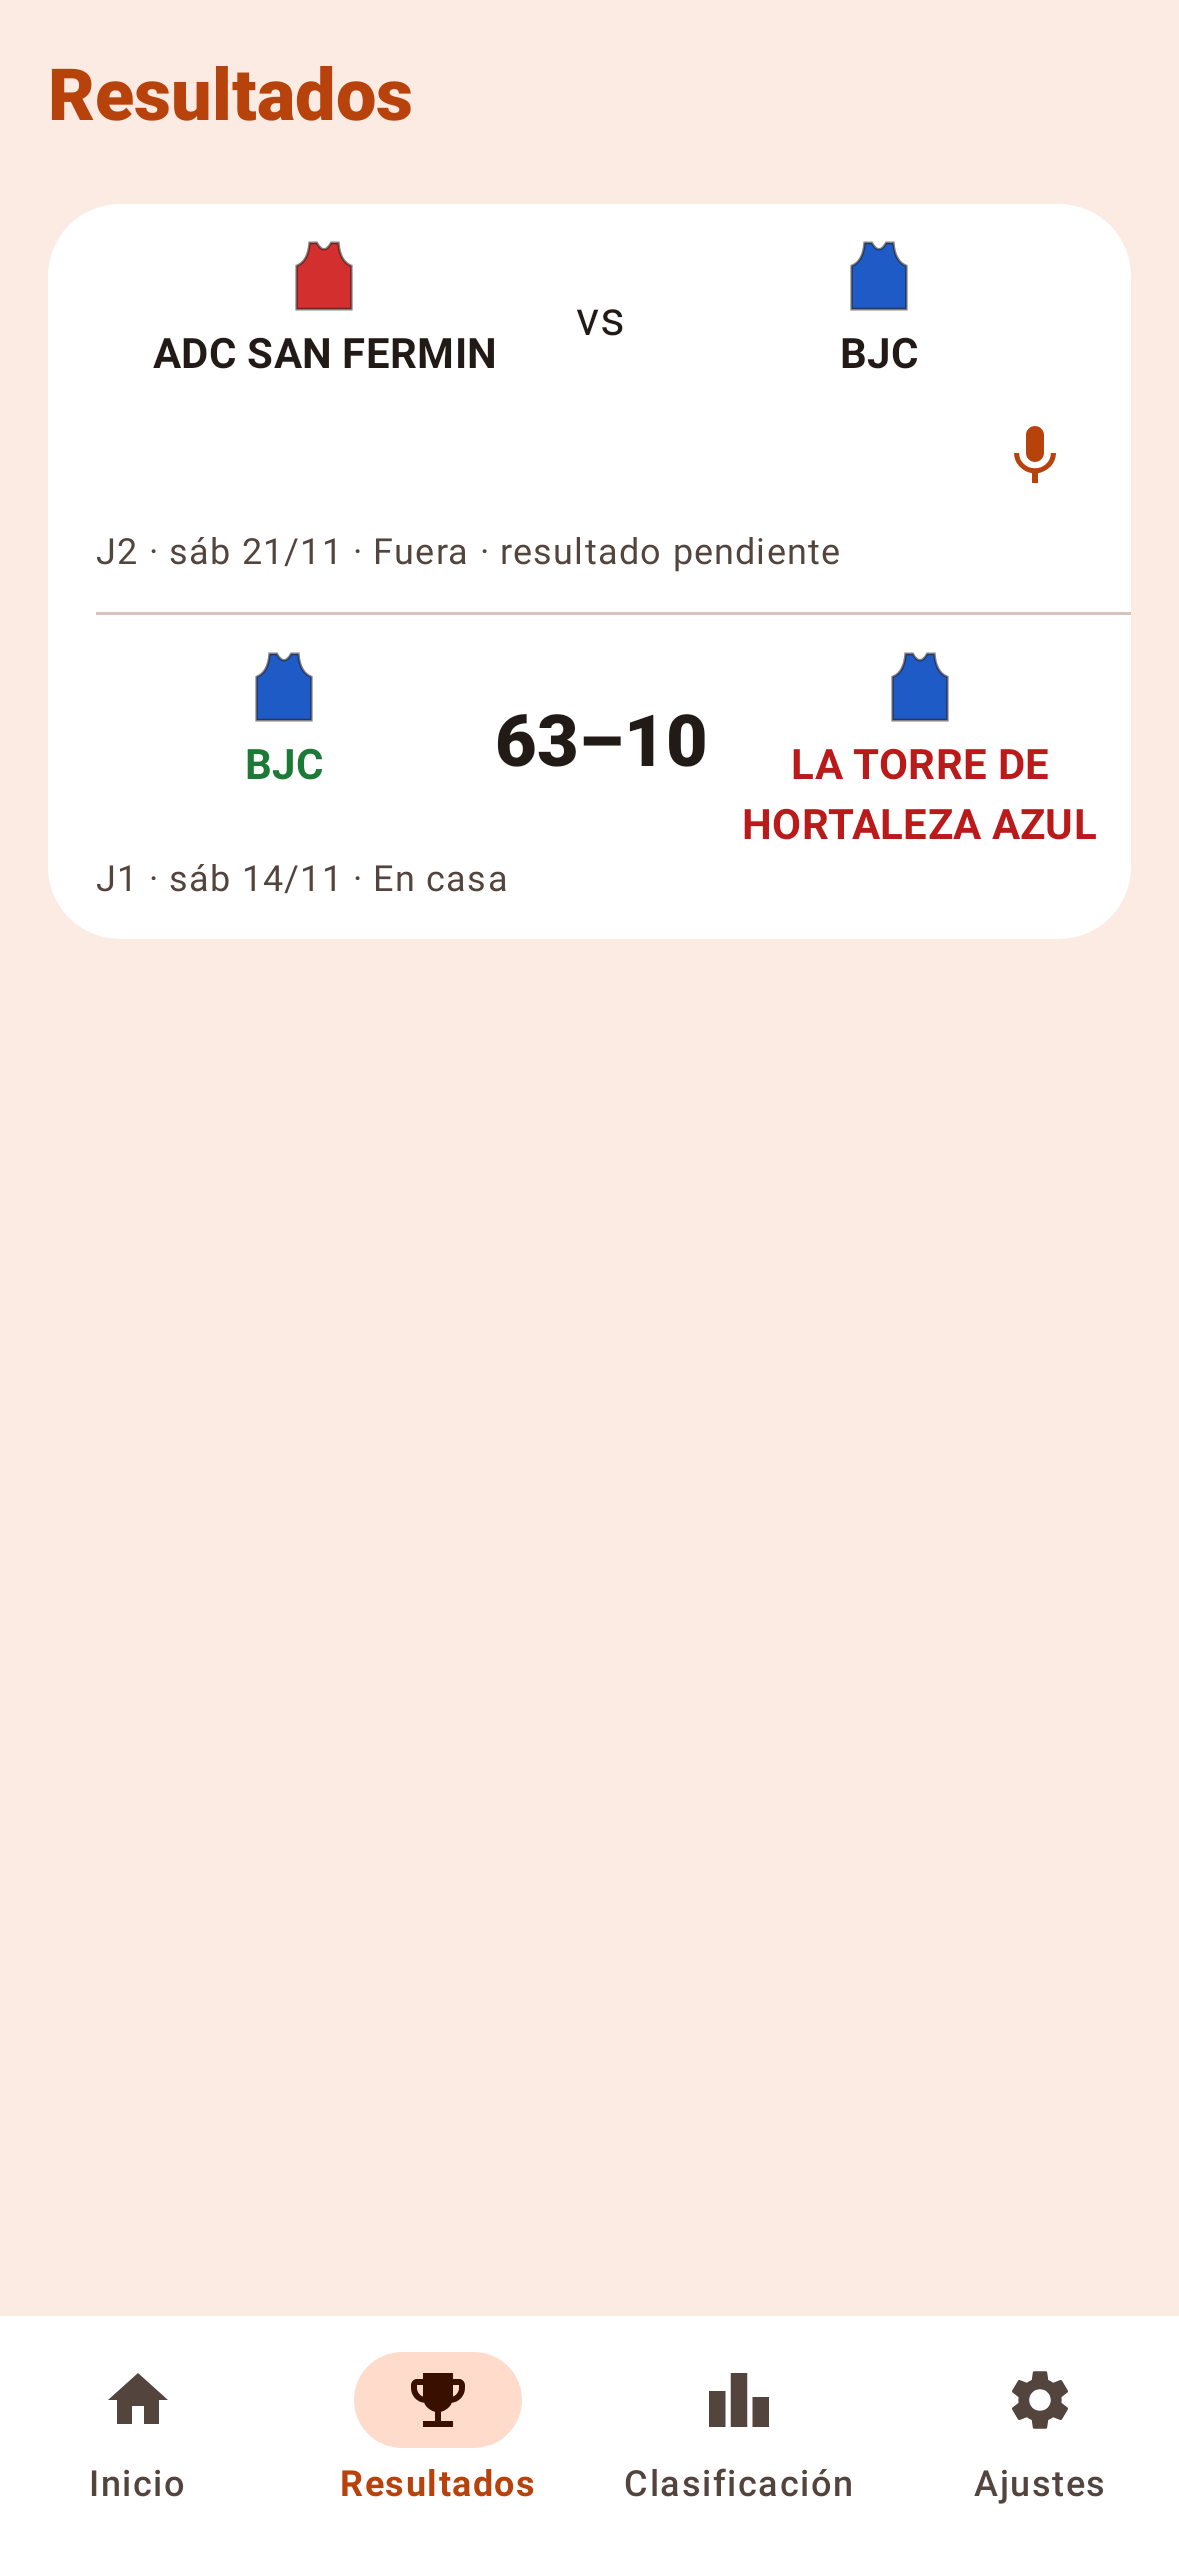 Resultados
ADC SAN FERMIN
vs
BJC
J2 · sáb 21/11 · Fuera · resultado pendiente
BJC
63–10
LA TORRE DE
HORTALEZA AZUL
J1 · sáb 14/11 · En casa
Inicio
Resultados
Clasificación
Ajustes